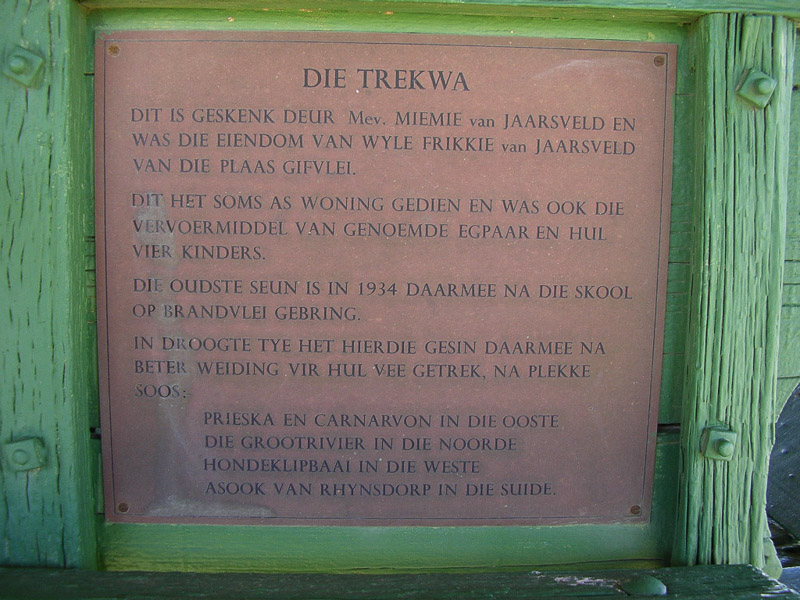 DIE TREKWA
DIT IS GESKENK DEUR Mev. MIEMIE van JAARSVELD EN
WAS DIE EIENDOM VAN WYLE FRIKKIE van JAARSVELD
VAN DIE PLAAS GIFVLEI.
DIT HET SOMS AS WONING GEDIEN EN WAS OOK DIE
VERVOERMIDDEL VAN GENOEMDE EGPAAR EN HUL
VIER KINDERS.
DIE OUDSTE SEUN IS IN 1934 DAARMEE NA DIE SKOOL
OP BRANDVLEI GEBRING.
IN DROOGTE TYE HET HIERDIE GESIN DAARMEE NA
BETER WEIDING VIR HUL VEE GETREK, NA PLEKKE
SOOS:
PRIESKA EN CARNARVON IN DIE OOSTE
DIE GROOTRIVIER IN DIE NOORDE
HONDEKLIPBAAI IN DIE WESTE
ASOOK VAN RHYNSDORP IN DIE SUIDE.